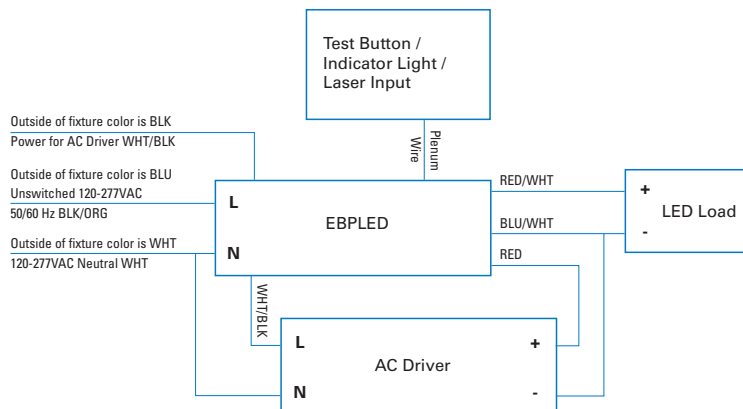 Test Button /
Indicator Light /
Laser Input
Outside of fixture color is BLK
Power for AC Driver WHT/BLK
Plenum
Wire
Outside of fixture color is BLU
Unswitched 120-277VAC
50/60 Hz BLK/ORG
L
EBPLED
RED/WHT
+
LED Load
BLU/WHT
-
Outside of fixture color is WHT
120-277VAC Neutral WHT
N
RED
WHT/BLK
L
+
AC Driver
N
-